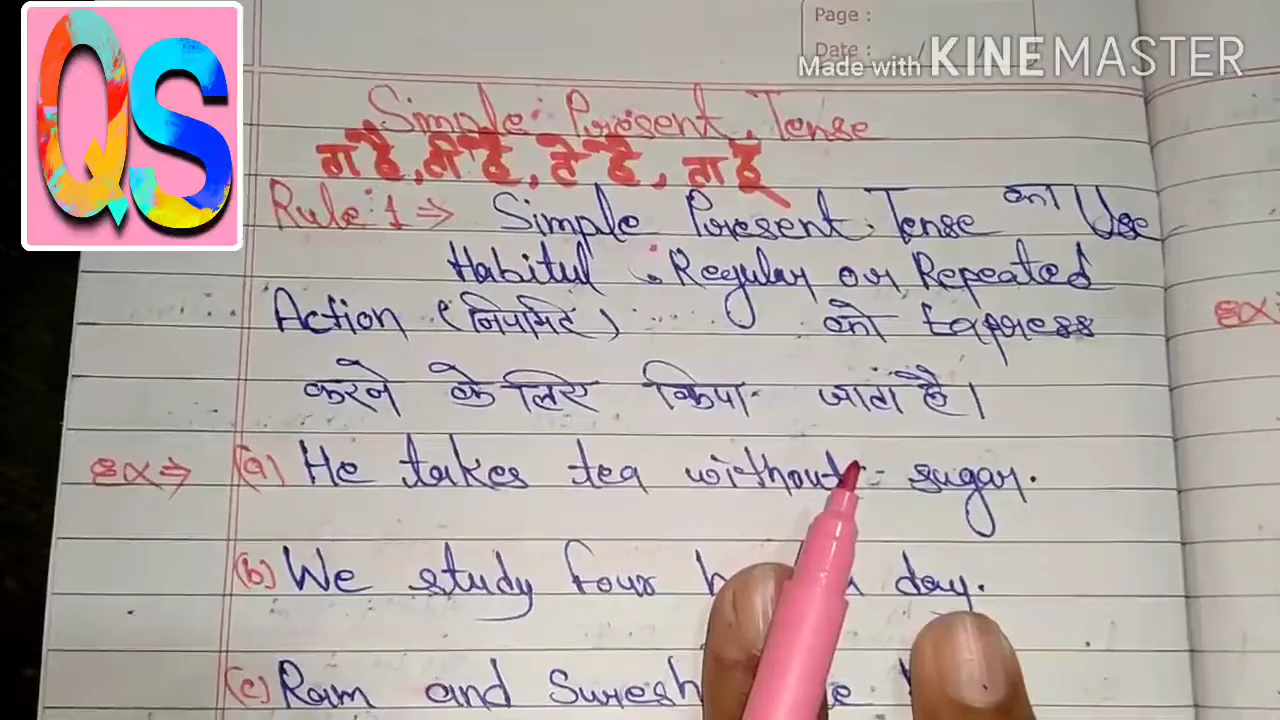 QS
Page :
Date : /
Made with KINEMASTER
Simple Present Tense
ता है, ती है, ते है, ता हूँ
Rule 1 ⇒ Simple Present Tense का Use
Habitul , Regular or Repeated
Action (नियमित) को Express
करने के लिए किया जाता है।
ex ⇒ (a) He takes tea without sugar.
(b) We study four day.
(c) Ram and Suresh
ex